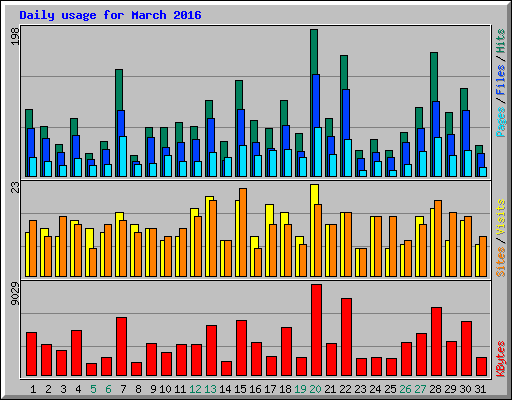 Daily usage for March 2016
198
Pages / Files / Hits
23
Sites / Visits
9029
KBytes
1 2 3 4 5 6 7 8 9 10 11 12 13 14 15 16 17 18 19 20 21 22 23 24 25 26 27 28 29 30 31